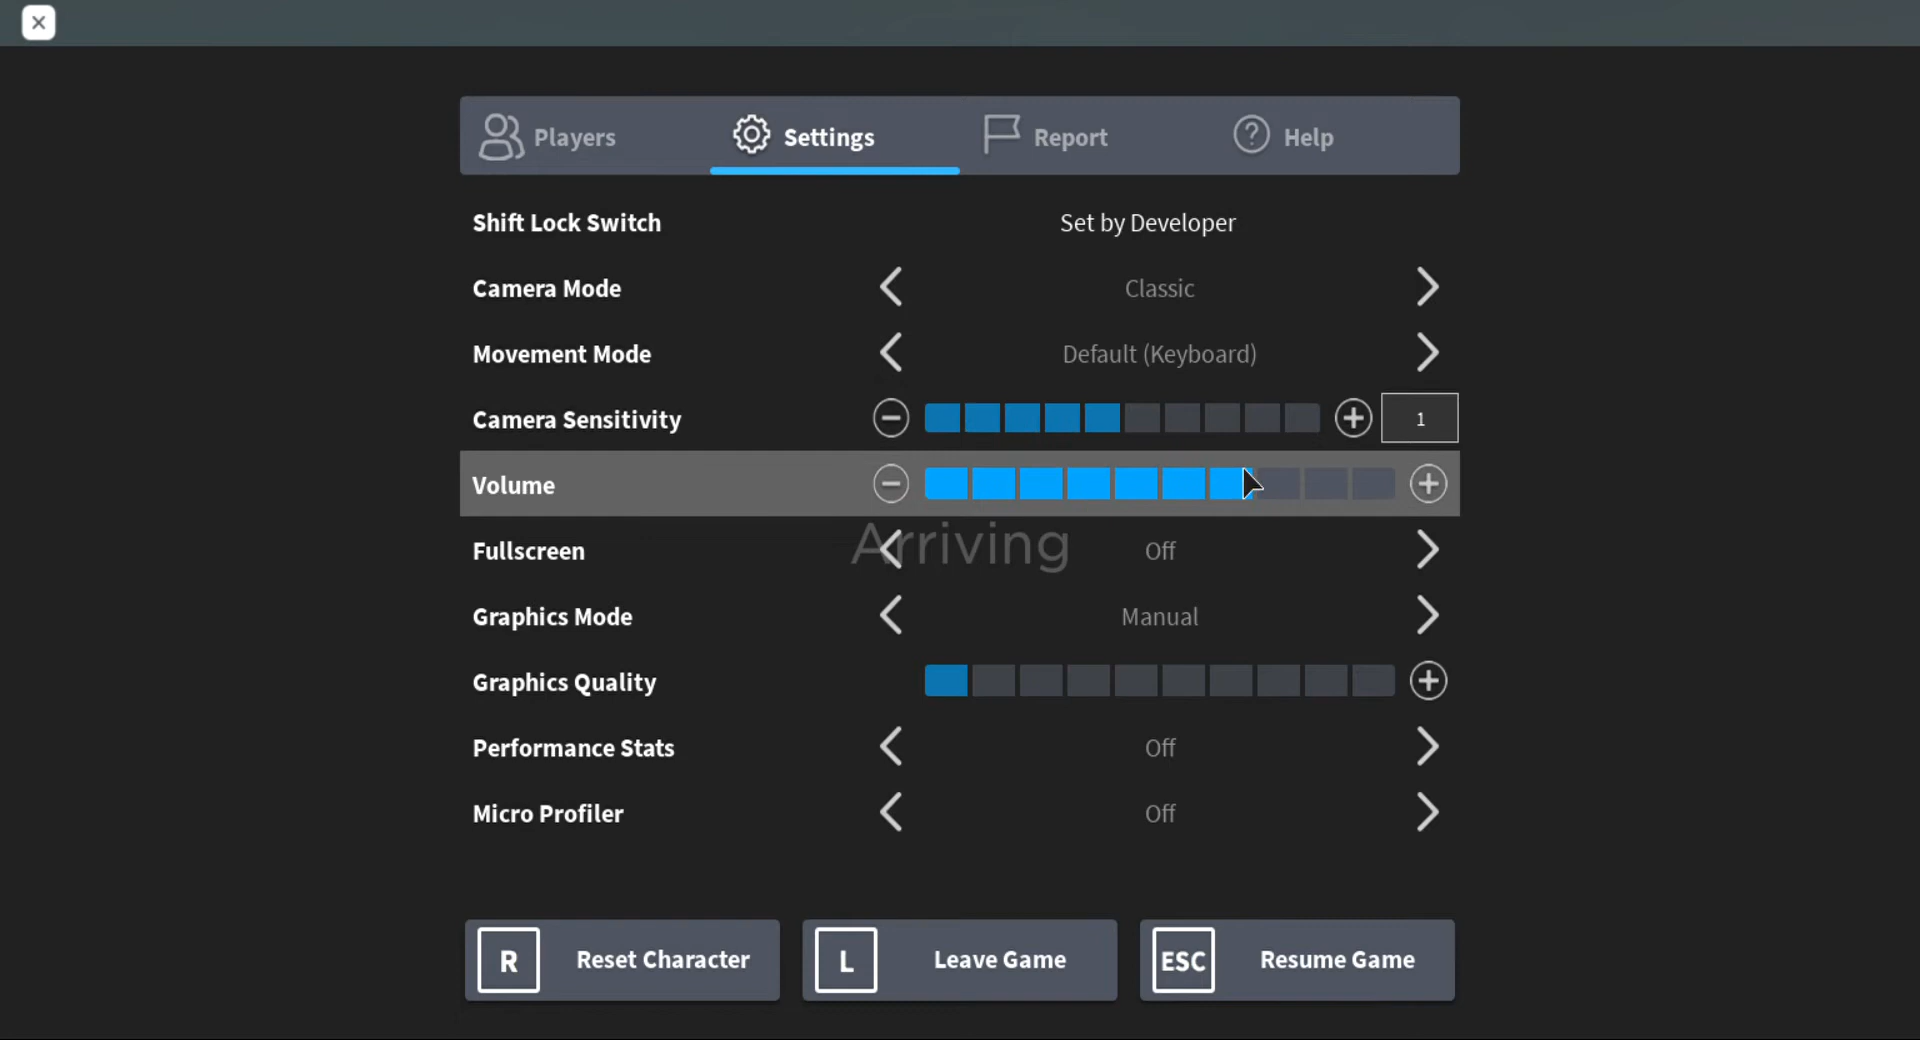 Players Settings Report Help
Shift Lock Switch Set by Developer
Camera Mode Classic
Movement Mode Default (Keyboard)
Camera Sensitivity 1
Volume
Arriving
Fullscreen Off
Graphics Mode Manual
Graphics Quality
Performance Stats Off
Micro Profiler Off
R Reset Character L Leave Game ESC Resume Game